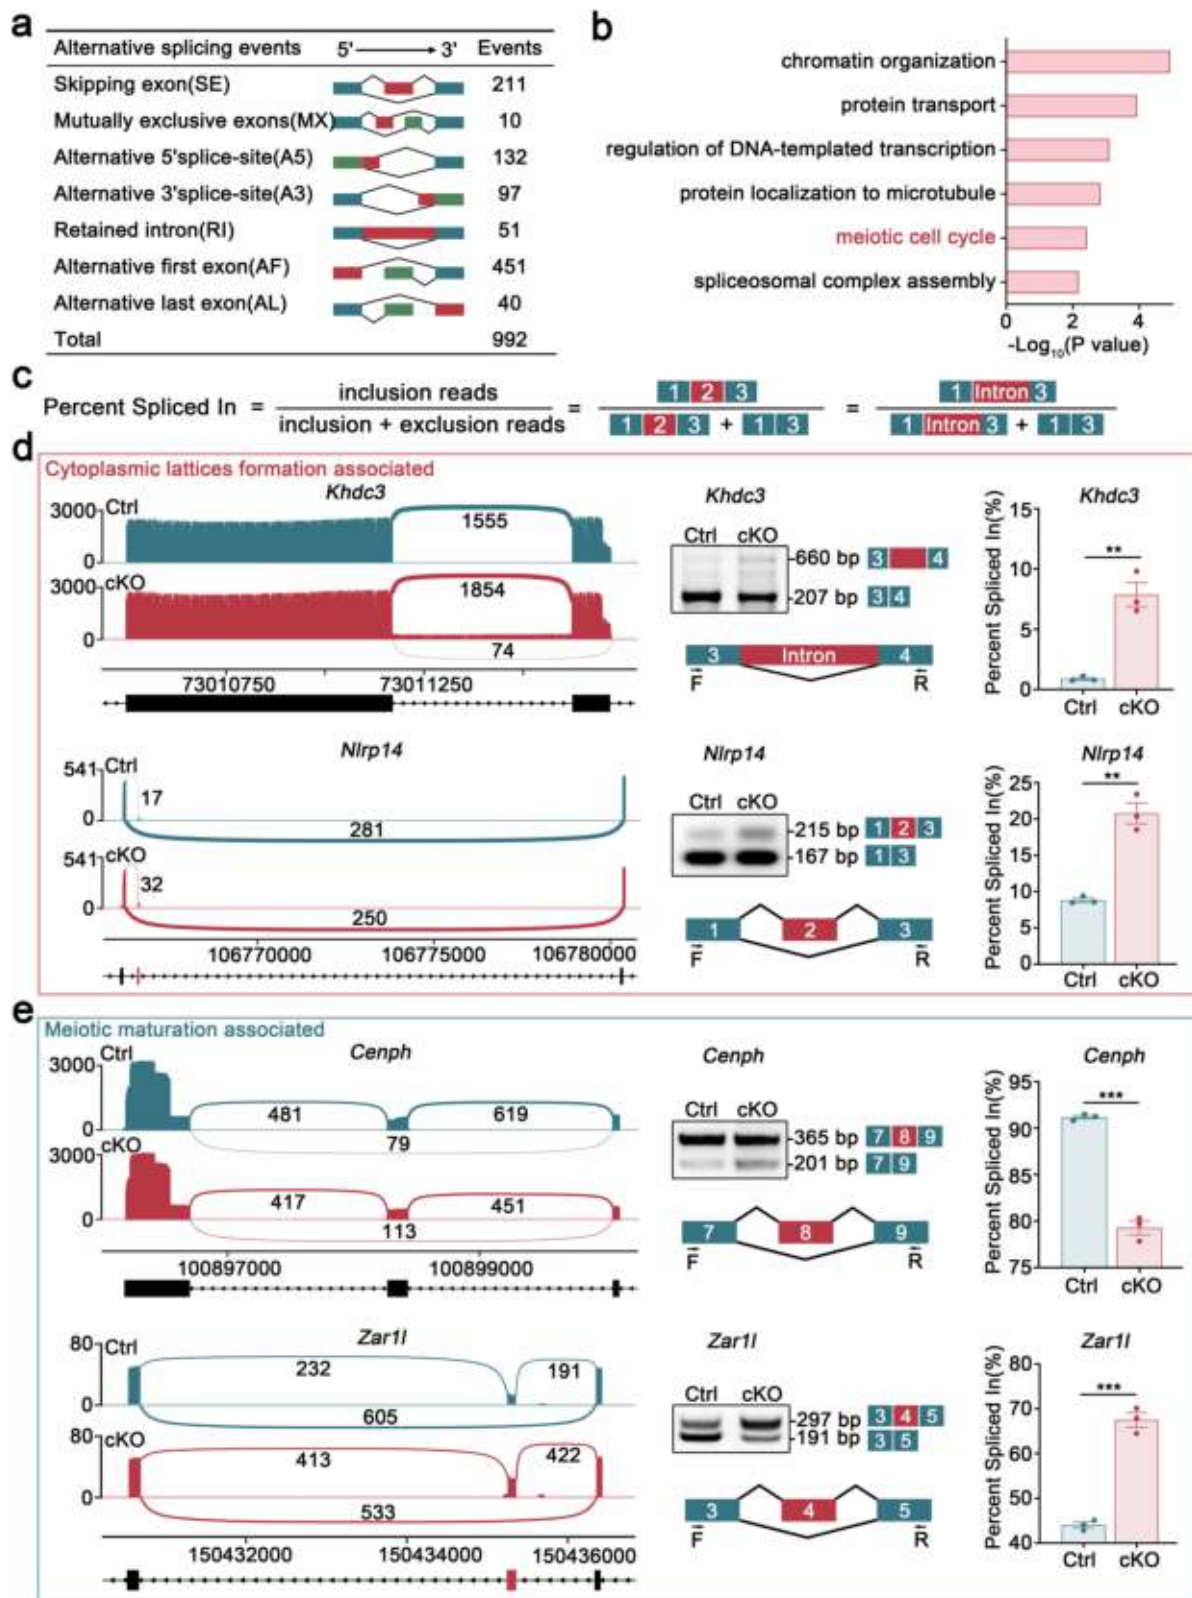 a
Alternative splicing events 5' 3' Events
Skipping exon(SE) 211
Mutually exclusive exons(MX) 10
Alternative 5'splice-site(A5) 132
Alternative 3'splice-site(A3) 97
Retained intron(RI) 51
Alternative first exon(AF) 451
Alternative last exon(AL) 40
Total 992
b
chromatin organization
protein transport
regulation of DNA-templated transcription
protein localization to microtubule
meiotic cell cycle
spliceosomal complex assembly
0 2 4
-Log10(P value)
c
Percent Spliced In = inclusion reads = 1 2 3 = 1 Intron 3
inclusion + exclusion reads 1 2 3 + 1 3 1 Intron 3 + 1 3
d
Cytoplasmic lattices formation associated
Khdc3
Ctrl
3000
1555
0
cKO
3000
1854
0
74
73010750 73011250
Khdc3
Ctrl cKO
660 bp 3 4
207 bp 3 4
3 Intron 4
F R
Khdc3
Percent Spliced In(%)
15
10
5
0
**
Ctrl cKO
Nlrp14
Ctrl
541
17
0
281
cKO
541
32
0
250
106770000 106775000 106780000
Nlrp14
Ctrl cKO
215 bp 1 2 3
167 bp 1 3
1 2 3
F R
Nlrp14
Percent Spliced In(%)
25
20
15
10
5
0
**
Ctrl cKO
e
Meiotic maturation associated
Cenph
Ctrl
3000
481 619
0
79
cKO
3000
417 451
0
113
100897000 100899000
Cenph
Ctrl cKO
365 bp 7 8 9
201 bp 7 9
7 8 9
F R
Cenph
Percent Spliced In(%)
95
90
85
80
75
***
Ctrl cKO
Zar1l
80
Ctrl
232 191
0
605
80
cKO
413 422
0
533
150432000 150434000 150436000
Zar1l
Ctrl cKO
297 bp 3 4 5
191 bp 3 5
3 4 5
F R
Zar1l
Percent Spliced In(%)
80
70
60
50
40
***
Ctrl cKO